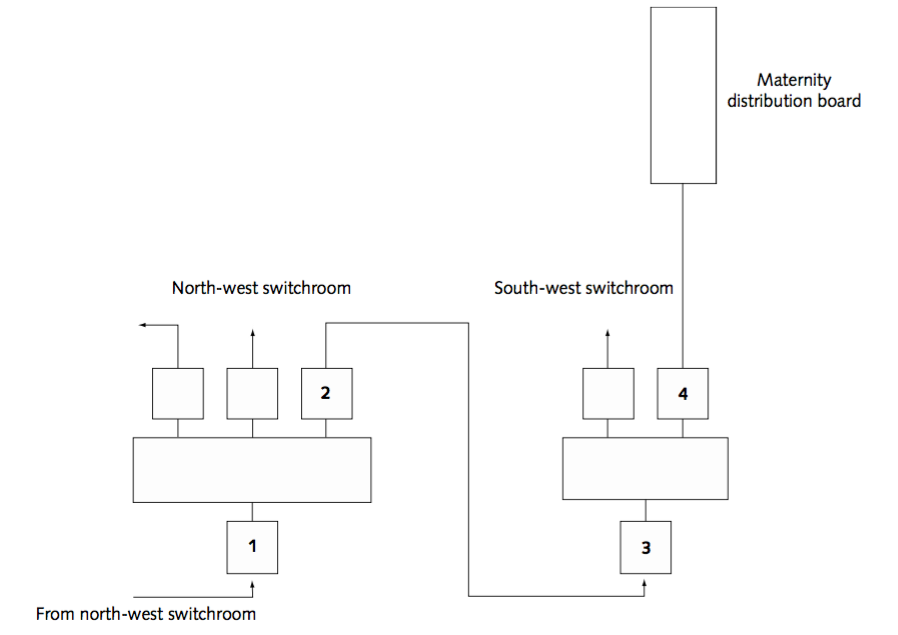 Maternity
distribution board
North-west switchroom
South-west switchroom
2
4
1
3
From north-west switchroom